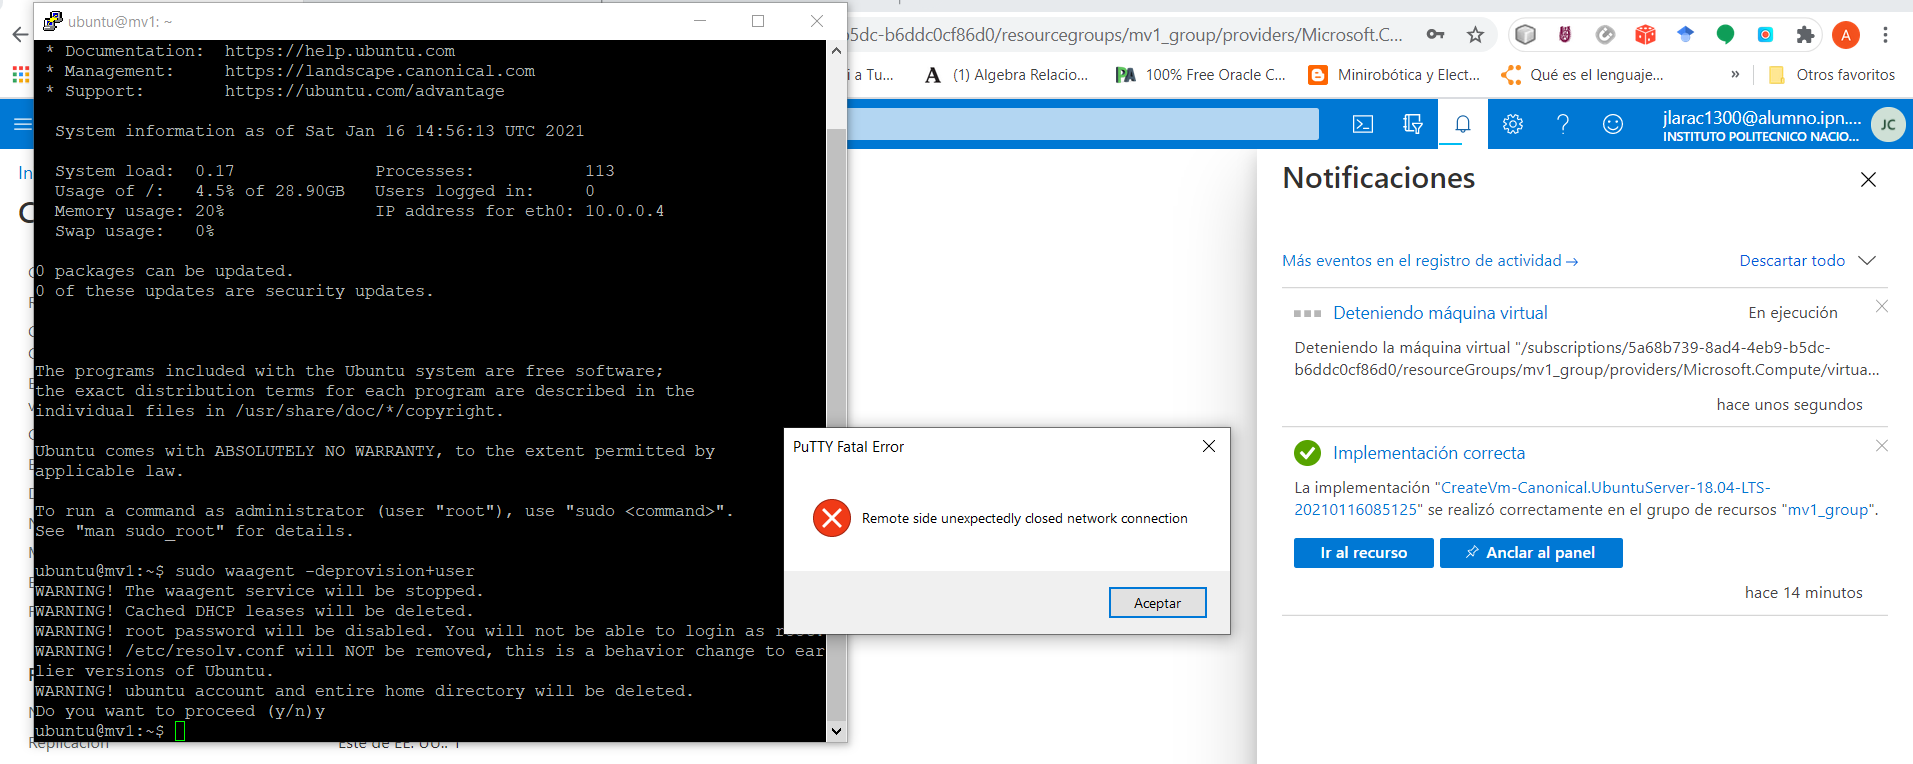 ubuntu@mv1: ~
* Documentation:  https://help.ubuntu.com
* Management:     https://landscape.canonical.com
* Support:        https://ubuntu.com/advantage
System information as of Sat Jan 16 14:56:13 UTC 2021
System load:  0.17              Processes:           113
Usage of /:   4.5% of 28.90GB   Users logged in:     0
Memory usage: 20%               IP address for eth0: 10.0.0.4
Swap usage:   0%
0 packages can be updated.
0 of these updates are security updates.
The programs included with the Ubuntu system are free software;
the exact distribution terms for each program are described in the
individual files in /usr/share/doc/*/copyright.
Ubuntu comes with ABSOLUTELY NO WARRANTY, to the extent permitted by
applicable law.
To run a command as administrator (user "root"), use "sudo <command>".
See "man sudo_root" for details.
ubuntu@mv1:~$ sudo waagent -deprovision+user
WARNING! The waagent service will be stopped.
WARNING! Cached DHCP leases will be deleted.
WARNING! root password will be disabled. You will not be able to login as
WARNING! /etc/resolv.conf will NOT be removed, this is a behavior change to ear
lier versions of Ubuntu.
WARNING! ubuntu account and entire home directory will be deleted.
Do you want to proceed (y/n)y
ubuntu@mv1:~$
Replicación
Este de EE. UU.. 1
b5dc-b6ddc0cf86d0/resourcegroups/mv1_group/providers/Microsoft.C...
i a Tu...
(1) Algebra Relacio...
100% Free Oracle C...
Minirobótica y Elect...
Qué es el lenguaje...
»
Otros favoritos
A
jlarac1300@alumno.ipn....
INSTITUTO POLITECNICO NACIO...
JC
Notificaciones
Más eventos en el registro de actividad →
Descartar todo
Deteniendo máquina virtual
En ejecución
Deteniendo la máquina virtual "/subscriptions/5a68b739-8ad4-4eb9-b5dc-
b6ddc0cf86d0/resourceGroups/mv1_group/providers/Microsoft.Compute/virtua...
hace unos segundos
Implementación correcta
La implementación "CreateVm-Canonical.UbuntuServer-18.04-LTS-
20210116085125" se realizó correctamente en el grupo de recursos "mv1_group".
Ir al recurso
Anclar al panel
hace 14 minutos
PuTTY Fatal Error
Remote side unexpectedly closed network connection
Aceptar